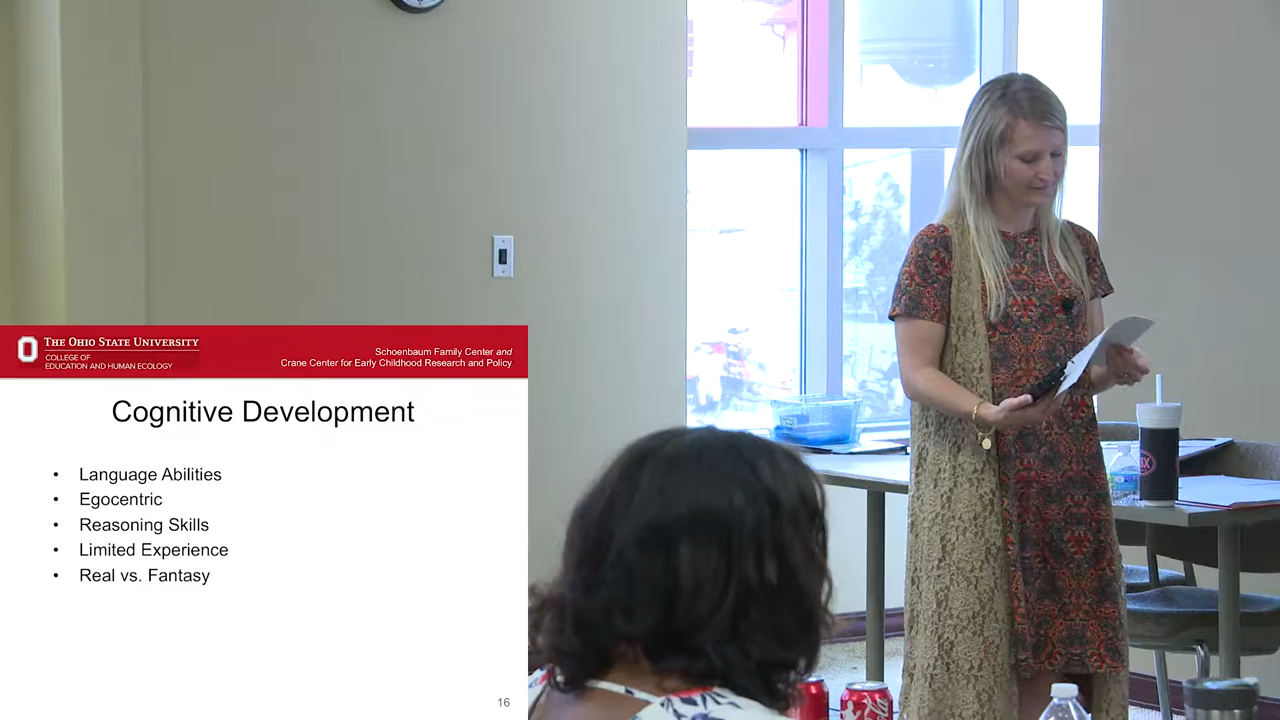 THE OHIO STATE UNIVERSITY
COLLEGE OF
EDUCATION AND HUMAN ECOLOGY
Schoenbaum Family Center and
Crane Center for Early Childhood Research and Policy
Cognitive Development
• Language Abilities
• Egocentric
• Reasoning Skills
• Limited Experience
• Real vs. Fantasy
16